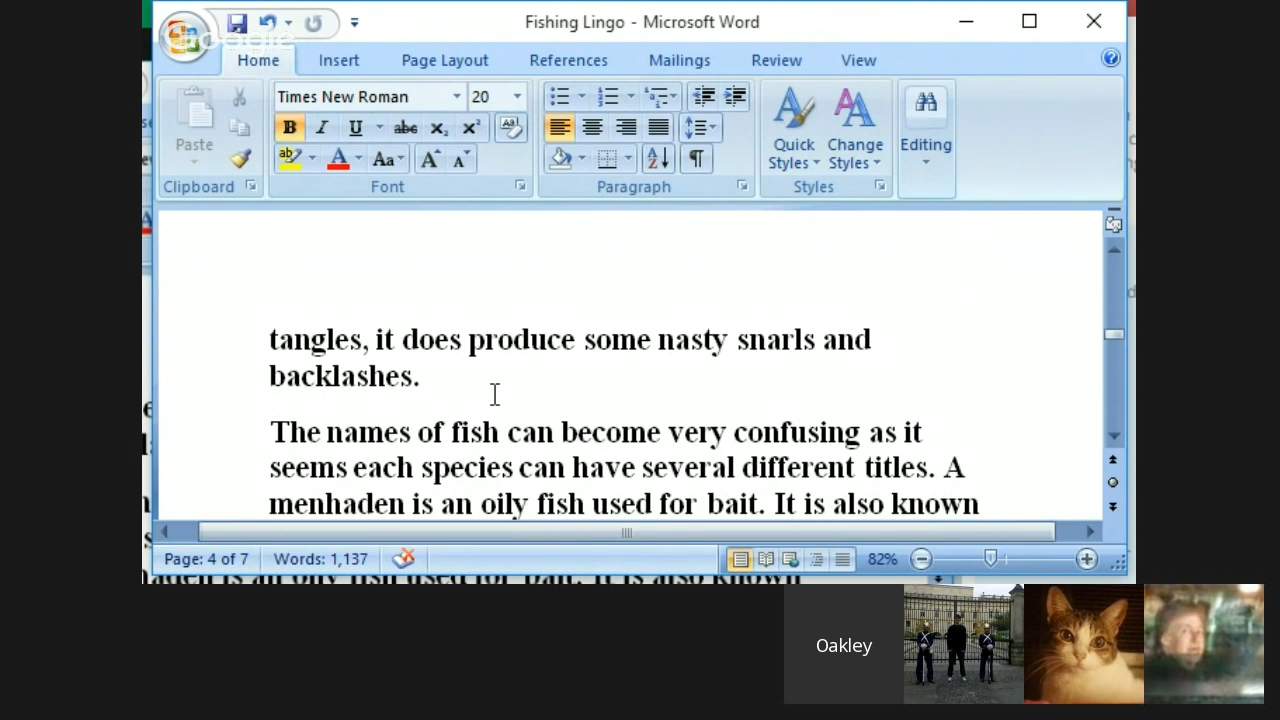 Fishing Lingo - Microsoft Word
Google
Home Insert Page Layout References Mailings Review View
Paste
Times New Roman 20
Quick Styles
Change Styles
Editing
Clipboard Font Paragraph Styles
tangles, it does produce some nasty snarls and
backlashes.
The names of fish can become very confusing as it
seems each species can have several different titles. A
menhaden is an oily fish used for bait. It is also known
Page: 4 of 7 Words: 1,137 82%
Oakley